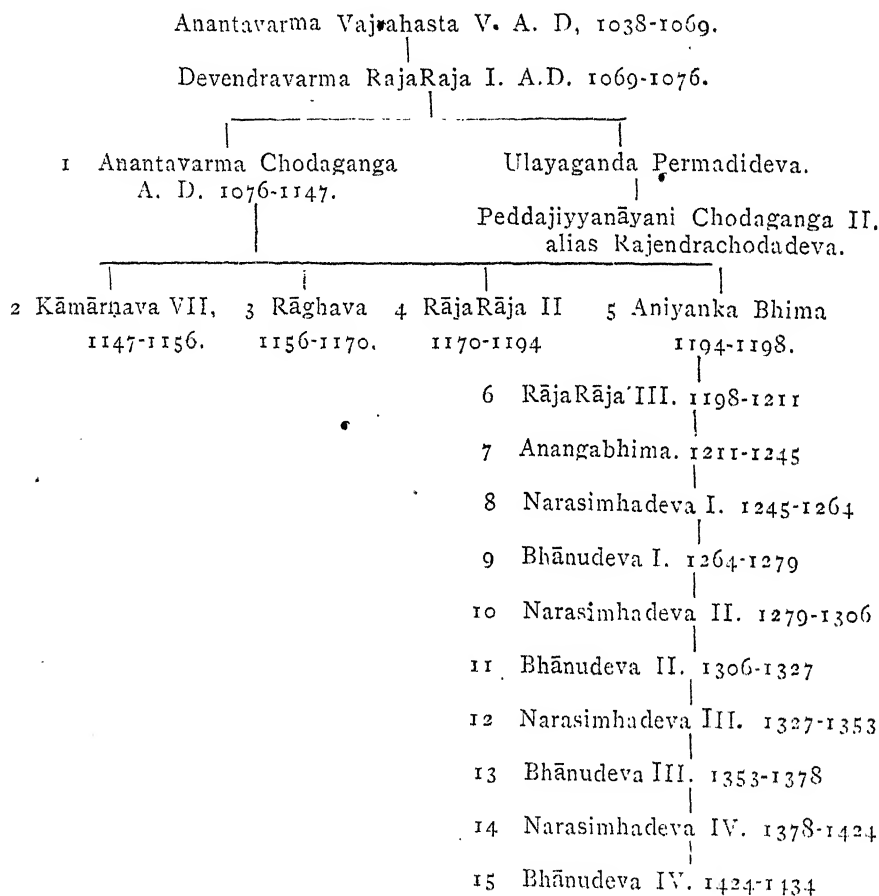 Anantavarma Vajrahasta V. A. D, 1038-1069.
Devendravarma RajaRaja I. A.D. 1069-1076.
1 Anantavarma Chodaganga
A. D. 1076-1147.
Ulayaganda Permadideva.
Peddajiyyanāyani Chodaganga II.
alias Rajendrachodadeva.
2 Kāmārṇava VII, 3 Rāghava 4 RājaRāja II 5 Aniyanka Bhima
1147-1156. 1156-1170. 1170-1194 1194-1198.
6 RājaRāja III. 1198-1211
7 Anangabhima. 1211-1245
8 Narasimhadeva I. 1245-1264
9 Bhānudeva I. 1264-1279
10 Narasimhadeva II. 1279-1306
11 Bhānudeva II. 1306-1327
12 Narasimhadeva III. 1327-1353
13 Bhānudeva III. 1353-1378
14 Narasimhadeva IV. 1378-1424
15 Bhānudeva IV. 1424-1434